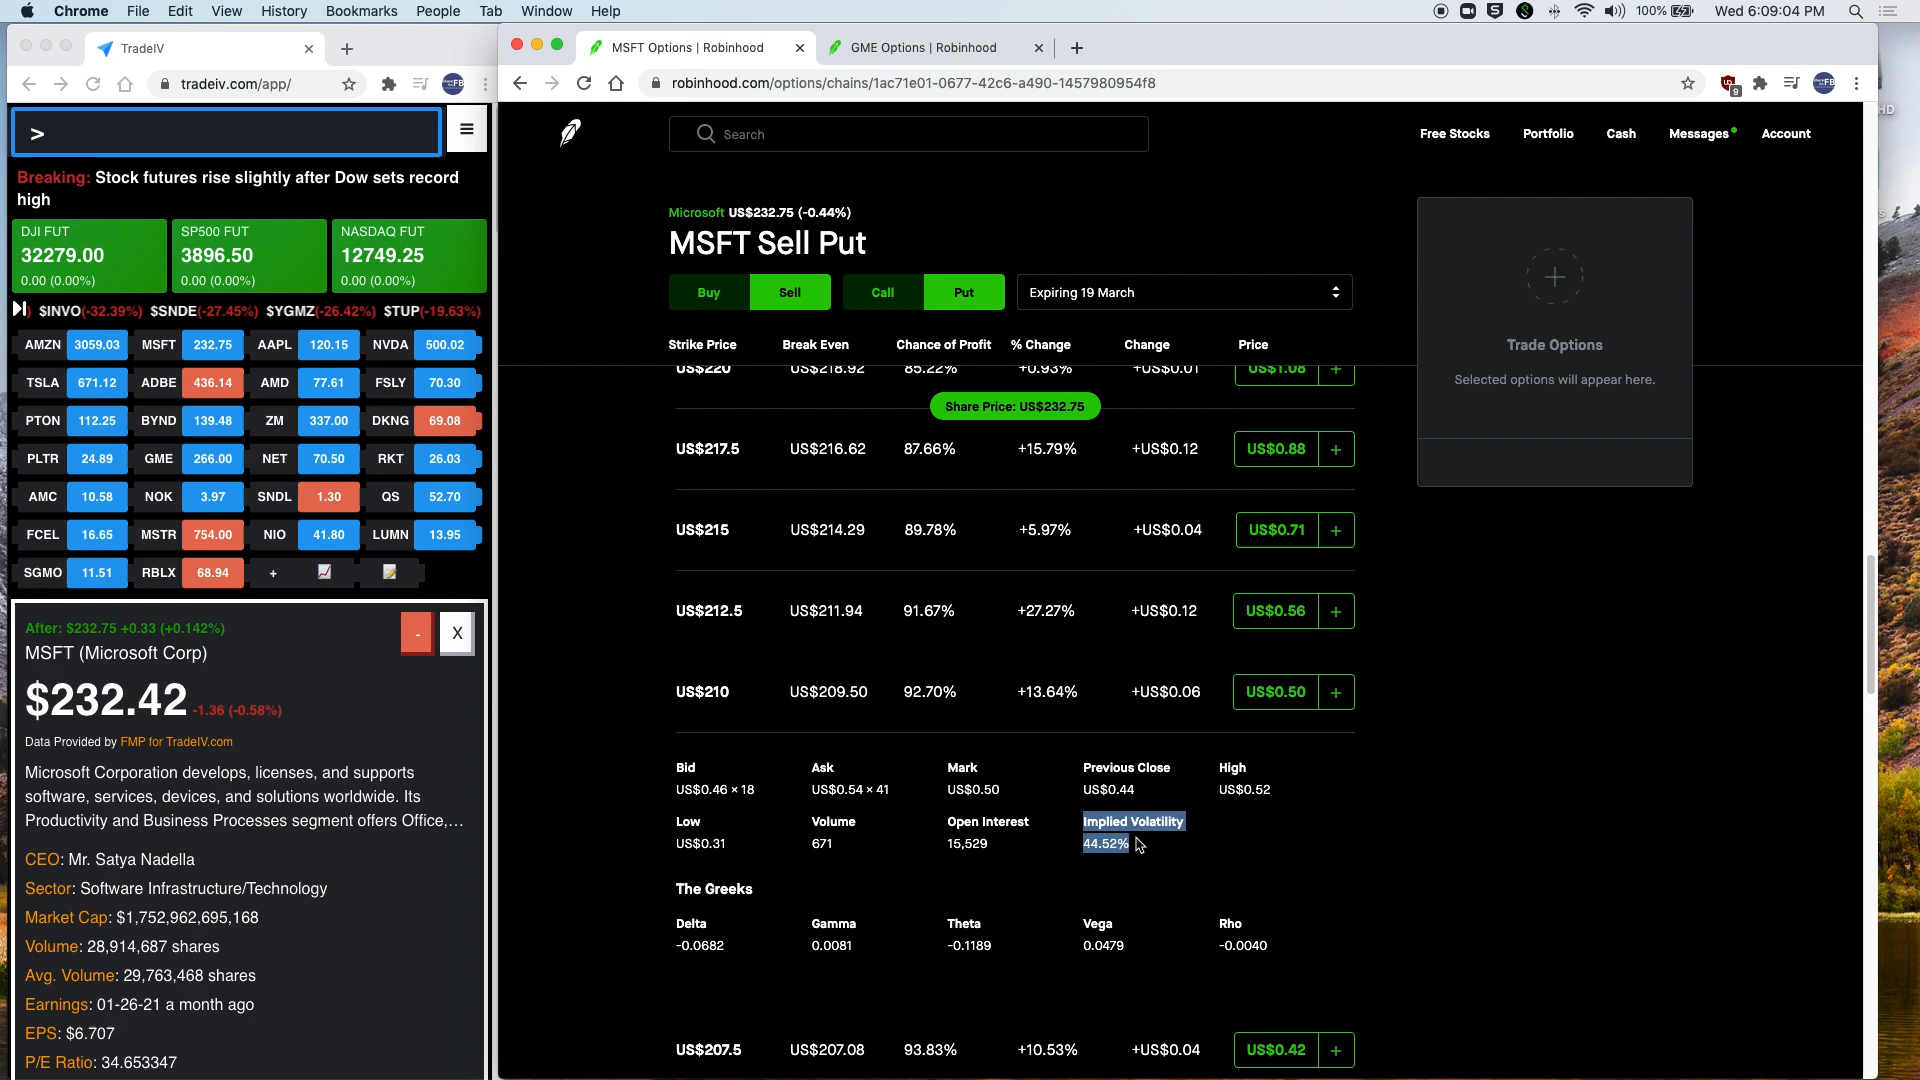 Chrome File Edit View History Bookmarks People Tab Window Help
100% Wed 6:09:04 PM
TradeIV
tradeiv.com/app/
>
Breaking: Stock futures rise slightly after Dow sets record
high
DJI FUT SP500 FUT NASDAQ FUT
32279.00 3896.50 12749.25
0.00 (0.00%) 0.00 (0.00%) 0.00 (0.00%)
) $INVO(-32.39%) $SNDE(-27.45%) $YGMZ(-26.42%) $TUP(-19.63%)
AMZN 3059.03 MSFT 232.75 AAPL 120.15 NVDA 500.02
TSLA 671.12 ADBE 436.14 AMD 77.61 FSLY 70.30
PTON 112.25 BYND 139.48 ZM 337.00 DKNG 69.08
PLTR 24.89 GME 266.00 NET 70.50 RKT 26.03
AMC 10.58 NOK 3.97 SNDL 1.30 QS 52.70
FCEL 16.65 MSTR 754.00 NIO 41.80 LUMN 13.95
SGMO 11.51 RBLX 68.94 +
After: $232.75 +0.33 (+0.142%)
- X
MSFT (Microsoft Corp)
$232.42 -1.36 (-0.58%)
Data Provided by FMP for TradeIV.com
Microsoft Corporation develops, licenses, and supports
software, services, devices, and solutions worldwide. Its
Productivity and Business Processes segment offers Office,…
CEO: Mr. Satya Nadella
Sector: Software Infrastructure/Technology
Market Cap: $1,752,962,695,168
Volume: 28,914,687 shares
Avg. Volume: 29,763,468 shares
Earnings: 01-26-21 a month ago
EPS: $6.707
P/E Ratio: 34.653347
MSFT Options | Robinhood
GME Options | Robinhood
robinhood.com/options/chains/1ac71e01-0677-42c6-a490-1457980954f8
9
HD
Search
Free Stocks Portfolio Cash Messages Account
Microsoft US$232.75 (-0.44%)
MSFT Sell Put
Buy Sell Call Put Expiring 19 March
Strike Price Break Even Chance of Profit % Change Change Price
US$220 US$218.92 85.22% +0.93% +US$0.01 US$1.08 +
Share Price: US$232.75
US$217.5 US$216.62 87.66% +15.79% +US$0.12 US$0.88 +
US$215 US$214.29 89.78% +5.97% +US$0.04 US$0.71 +
US$212.5 US$211.94 91.67% +27.27% +US$0.12 US$0.56 +
US$210 US$209.50 92.70% +13.64% +US$0.06 US$0.50 +
Bid Ask Mark Previous Close High
US$0.46 × 18 US$0.54 × 41 US$0.50 US$0.44 US$0.52
Low Volume Open Interest Implied Volatility
US$0.31 671 15,529 44.52%
The Greeks
Delta Gamma Theta Vega Rho
-0.0682 0.0081 -0.1189 0.0479 -0.0040
US$207.5 US$207.08 93.83% +10.53% +US$0.04 US$0.42 +
Trade Options
Selected options will appear here.